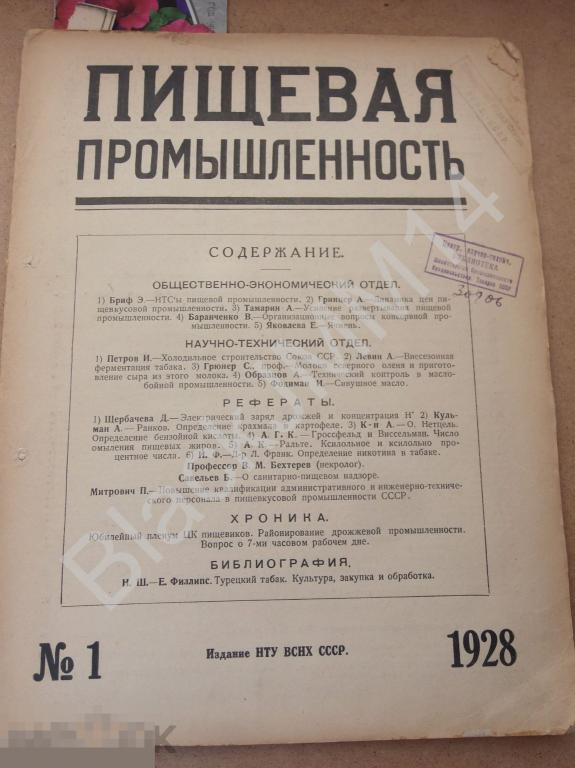 ПИЩЕВАЯ
ПРОМЫШЛЕННОСТЬ
СОДЕРЖАНИЕ.
ОБЩЕСТВЕННО-ЭКОНОМИЧЕСКИЙ ОТДЕЛ.
1) Бриф Э.—НТС'ы пищевой промышленности. 2) Гринцер А.—Динамика цен пи-
щевкусовой промышленности. 3) Тамарин А.—Усиление развертывания пищевой
промышленности. 4) Баранченко В.—Организационные вопросы консервной про-
мышленности. 5) Яковлева Е.—Ячмень.
НАУЧНО-ТЕХНИЧЕСКИЙ ОТДЕЛ.
1) Петров И.—Холодильное строительство Союза ССР. 2) Левин А.—Внесезонная
ферментация табака. 3) Грюнер С., проф.—Молоко северного оленя и приготов-
ление сыра из этого молока. 4) Образцов А.—Технический контроль в масло-
бойной промышленности. 5) Фодиман И.—Сивушное масло.
РЕФЕРАТЫ.
1) Щербачева Д.—Электрический заряд дрожжей и концентрация Н˙ 2) Куль-
ман А.—Ранков. Определение крахмала в картофеле. 3) К-н А.—О. Нетцель.
Определение бензойной кислоты. 4) А. Г. К.—Гроссфельд и Виссельман. Число
омыления пищевых жиров. 5) А. К.—Ральте. Ксилольное и ксилольно про-
центное числа. 6) Н. Ф.—Д-р Л. Франк. Определение никотина в табаке.
Профессор В. М. Бехтерев (некролог).
Савельев Б.—О санитарно-пищевом надзоре.
Митрович П.—Повышение квалификации административного и инженерно-техниче-
ского персонала в пищевкусовой промышленности СССР.
ХРОНИКА.
Юбилейный пленум ЦК пищевиков. Районирование дрожжевой промышленности.
Вопрос о 7-ми часовом рабочем дне.
БИБЛИОГРАФИЯ.
Н. Ш.—Е. Филлипс. Турецкий табак. Культура, закупка и обработка.
№ 1
Издание НТУ ВСНХ СССР.
1928
БИБЛИОТЕКА